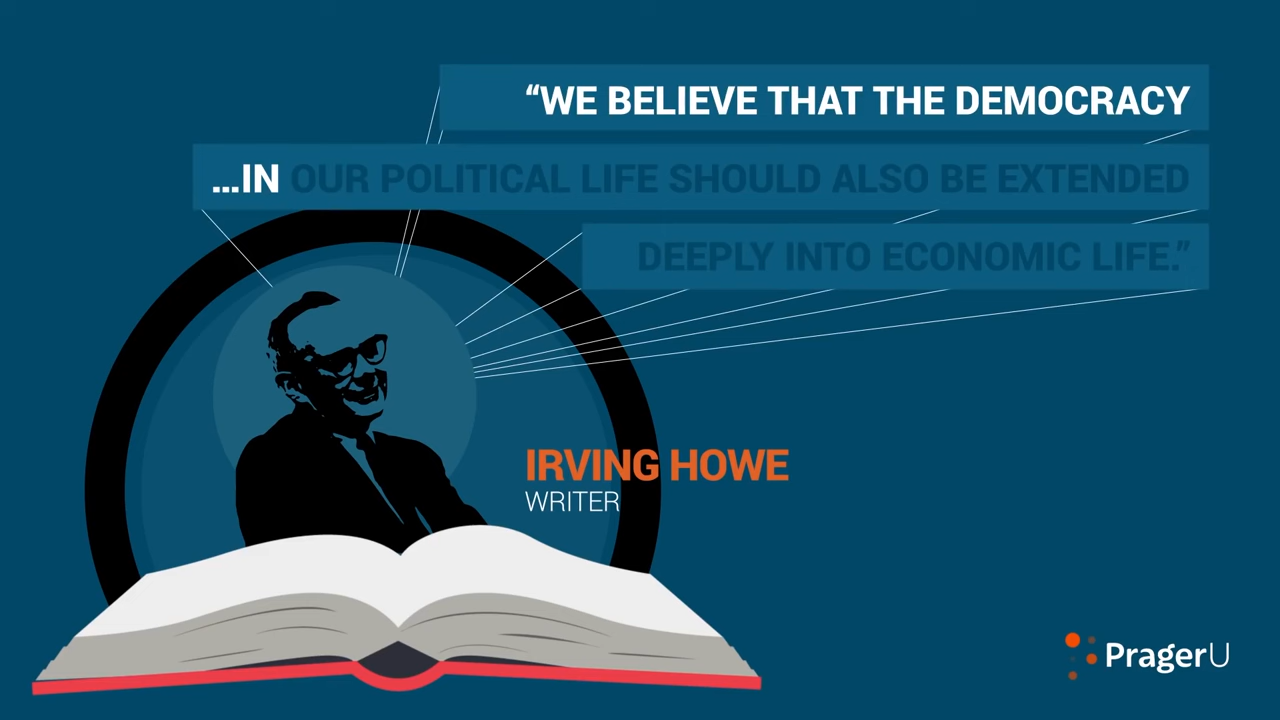 “WE BELIEVE THAT THE DEMOCRACY
...IN OUR POLITICAL LIFE SHOULD ALSO BE EXTENDED
DEEPLY INTO ECONOMIC LIFE.”
IRVING HOWE
WRITER
PragerU